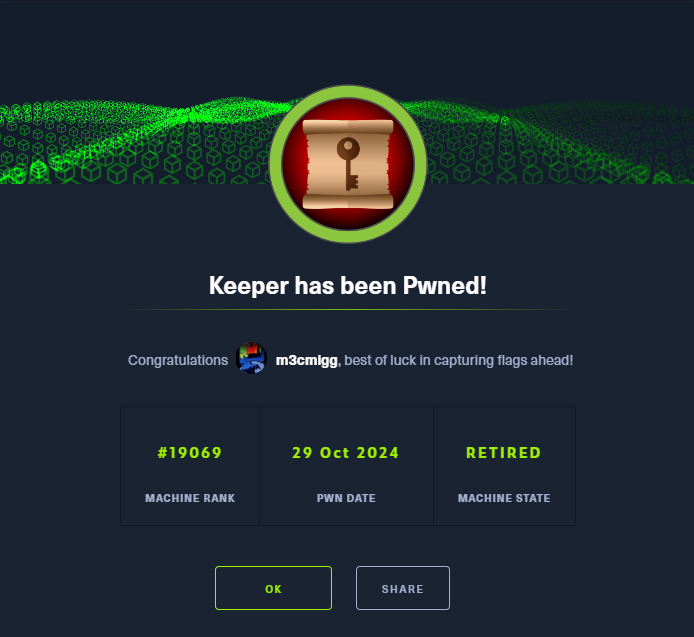 Keeper has been Pwned!
Congratulations m3cmlgg, best of luck in capturing flags ahead!
#19069 29 Oct 2024 RETIRED
MACHINE RANK PWN DATE MACHINE STATE
OK SHARE